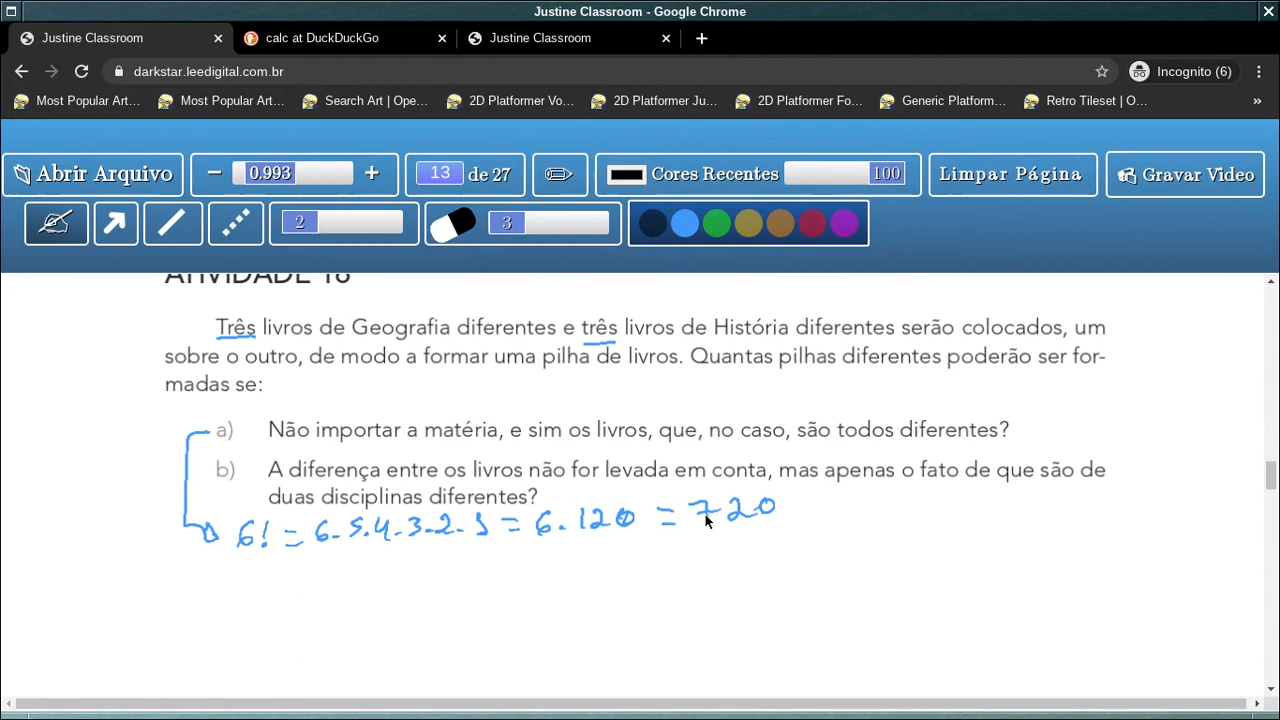 Justine Classroom - Google Chrome
Justine Classroom
calc at DuckDuckGo
Justine Classroom
darkstar.leedigital.com.br
Incognito (6)
Most Popular Art...
Most Popular Art...
Search Art | Ope...
2D Platformer Vo...
2D Platformer Ju...
2D Platformer Fo...
Generic Platform...
Retro Tileset | O...
»
Abrir Arquivo
− 0,993 +
13 de 27
Cores Recentes 100
Limpar Página
Gravar Vídeo
2
3
ATIVIDADE 18
Três livros de Geografia diferentes e três livros de História diferentes serão colocados, um
sobre o outro, de modo a formar uma pilha de livros. Quantas pilhas diferentes poderão ser for-
madas se:
a) Não importar a matéria, e sim os livros, que, no caso, são todos diferentes?
b) A diferença entre os livros não for levada em conta, mas apenas o fato de que são de
duas disciplinas diferentes?
6! = 6.5.4.3.2.1 = 6.120 = 720